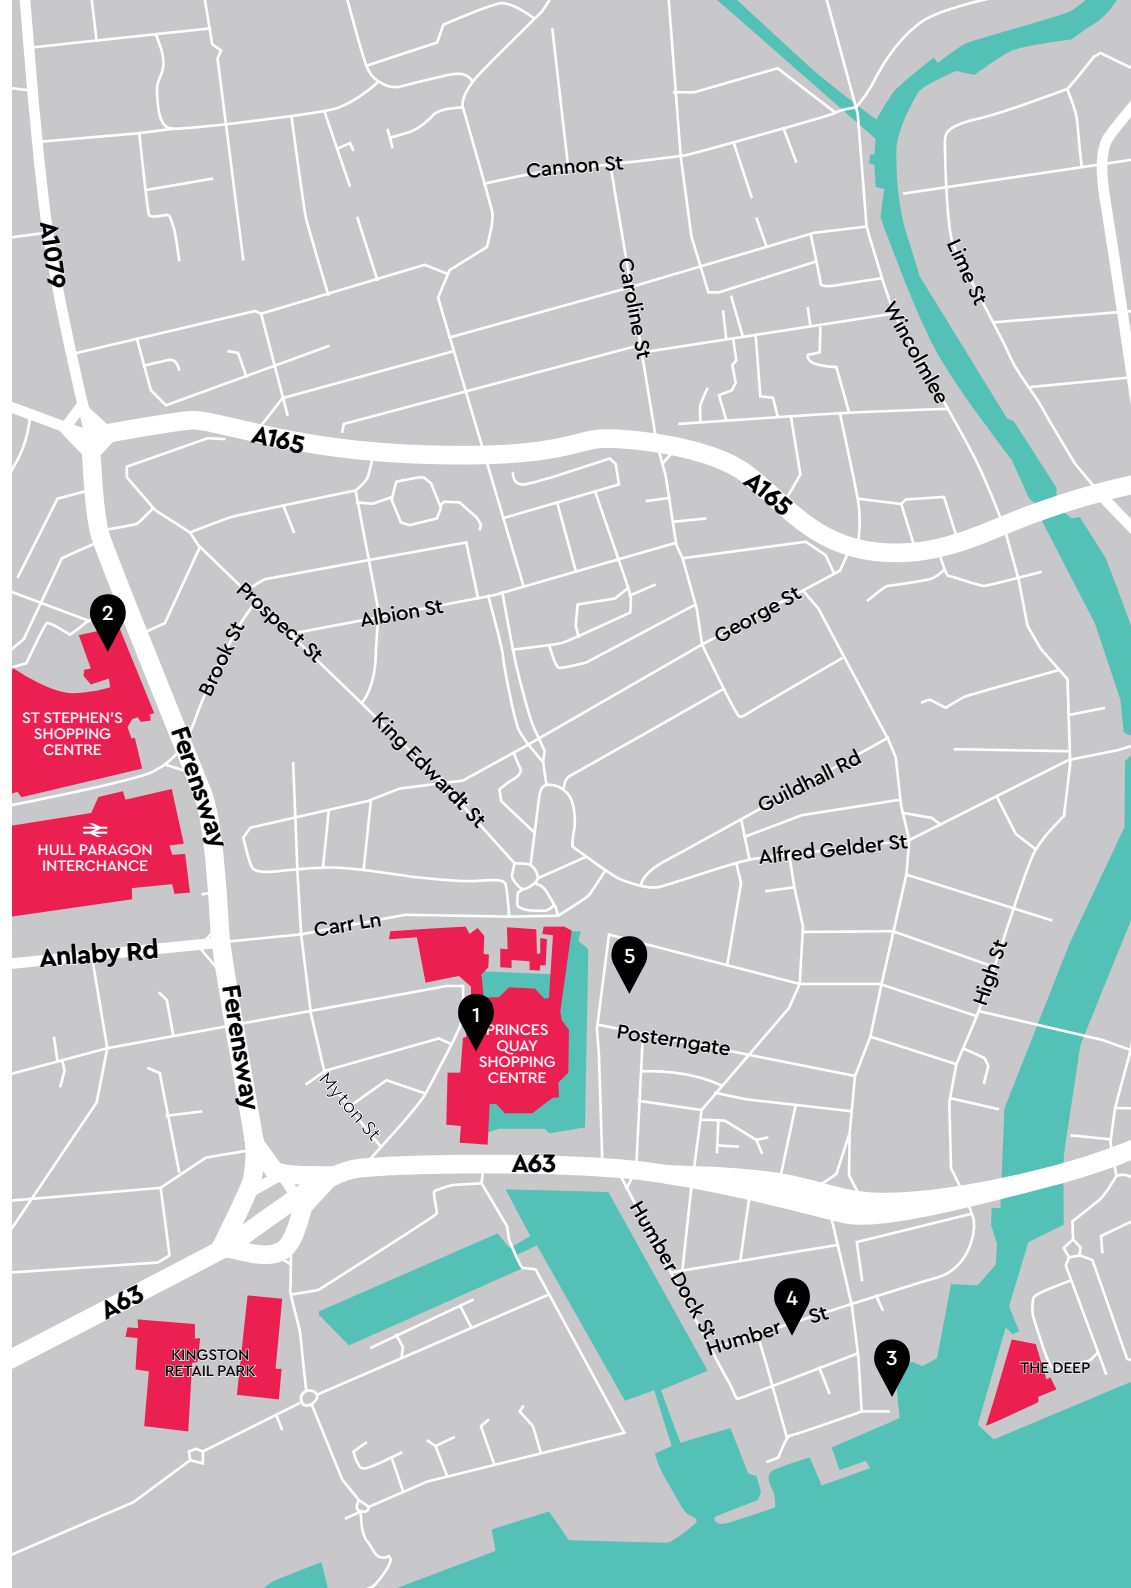 Cannon St
A1079
Lime St
Caroline St
Wincolmlee
A165
A165
2
Prospect St
Albion St
George St
Brook St
ST STEPHEN'S
SHOPPING
CENTRE
Ferensway
King Edwardt St
Guildhall Rd
HULL PARAGON
INTERCHANCE
Alfred Gelder St
Carr Ln
Anlaby Rd
5
High St
Ferensway
1
PRINCES
QUAY
SHOPPING
CENTRE
Posterngate
Myton St
A63
Humber Dock St
A63
4
Humber St
3
KINGSTON
RETAIL PARK
THE DEEP